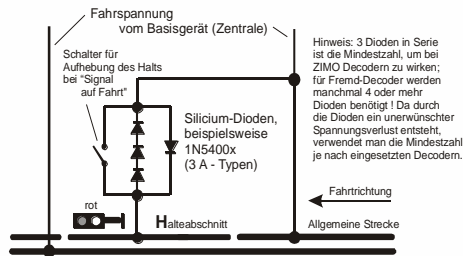 Fahrspannung
vom Basisgerät (Zentrale)
Schalter für
Aufhebung des Halts
bei "Signal
auf Fahrt"
Silicium-Dioden,
beispielsweise
1N5400x
(3 A - Typen)
Hinweis: 3 Dioden in Serie
ist die Mindestzahl, um bei
ZIMO Decodern zu wirken;
für Fremd-Decoder werden
manchmal 4 oder mehr
Dioden benötigt ! Da durch
die Dioden ein unerwünschter
Spannungsverlust entsteht,
verwendet man die Mindestzahl
je nach eingesetzten Decodern.
Fahrtrichtung
rot
Halteabschnitt
Allgemeine Strecke